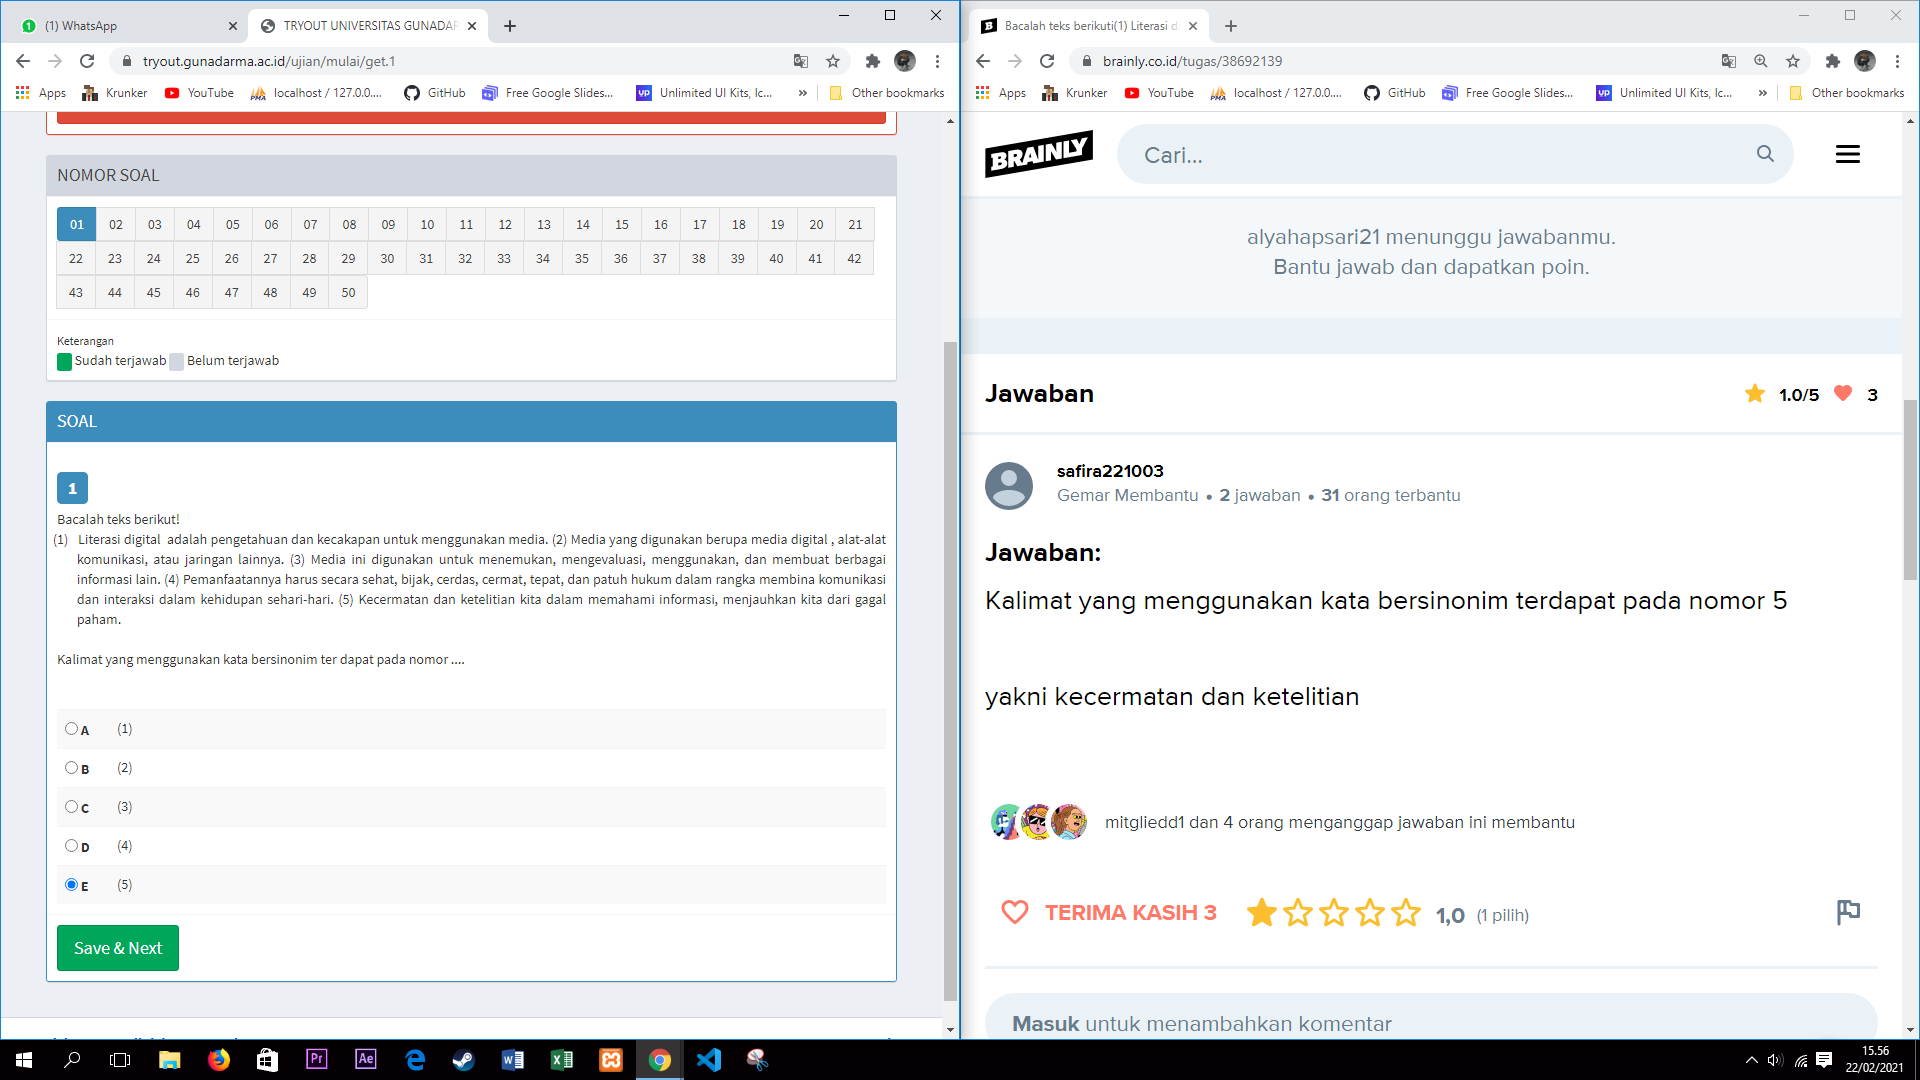 (1) WhatsApp
TRYOUT UNIVERSITAS GUNADAR
tryout.gunadarma.ac.id/ujian/mulai/get.1
Apps Krunker YouTube localhost / 127.0.0.... GitHub Free Google Slides... Unlimited UI Kits, Ic... » Other bookmarks
NOMOR SOAL
01 02 03 04 05 06 07 08 09 10 11 12 13 14 15 16 17 18 19 20 21
22 23 24 25 26 27 28 29 30 31 32 33 34 35 36 37 38 39 40 41 42
43 44 45 46 47 48 49 50
Keterangan
Sudah terjawab Belum terjawab
SOAL
1
Bacalah teks berikut!
(1) Literasi digital adalah pengetahuan dan kecakapan untuk menggunakan media. (2) Media yang digunakan berupa media digital , alat-alat
komunikasi, atau jaringan lainnya. (3) Media ini digunakan untuk menemukan, mengevaluasi, menggunakan, dan membuat berbagai
informasi lain. (4) Pemanfaatannya harus secara sehat, bijak, cerdas, cermat, tepat, dan patuh hukum dalam rangka membina komunikasi
dan interaksi dalam kehidupan sehari-hari. (5) Kecermatan dan ketelitian kita dalam memahami informasi, menjauhkan kita dari gagal
paham.
Kalimat yang menggunakan kata bersinonim ter dapat pada nomor ....
A (1)
B (2)
C (3)
D (4)
E (5)
Save & Next
Bacalah teks berikuti(1) Literasi d
brainly.co.id/tugas/38692139
Apps Krunker YouTube localhost / 127.0.0.... GitHub Free Google Slides... Unlimited UI Kits, Ic... » Other bookmarks
BRAINLY
Cari...
alyahapsari21 menunggu jawabanmu.
Bantu jawab dan dapatkan poin.
Jawaban
1.0/5 3
safira221003
Gemar Membantu • 2 jawaban • 31 orang terbantu
Jawaban:
Kalimat yang menggunakan kata bersinonim terdapat pada nomor 5
yakni kecermatan dan ketelitian
mitgliedd1 dan 4 orang menganggap jawaban ini membantu
TERIMA KASIH 3
1,0 (1 pilih)
Masuk untuk menambahkan komentar
15.56
22/02/2021